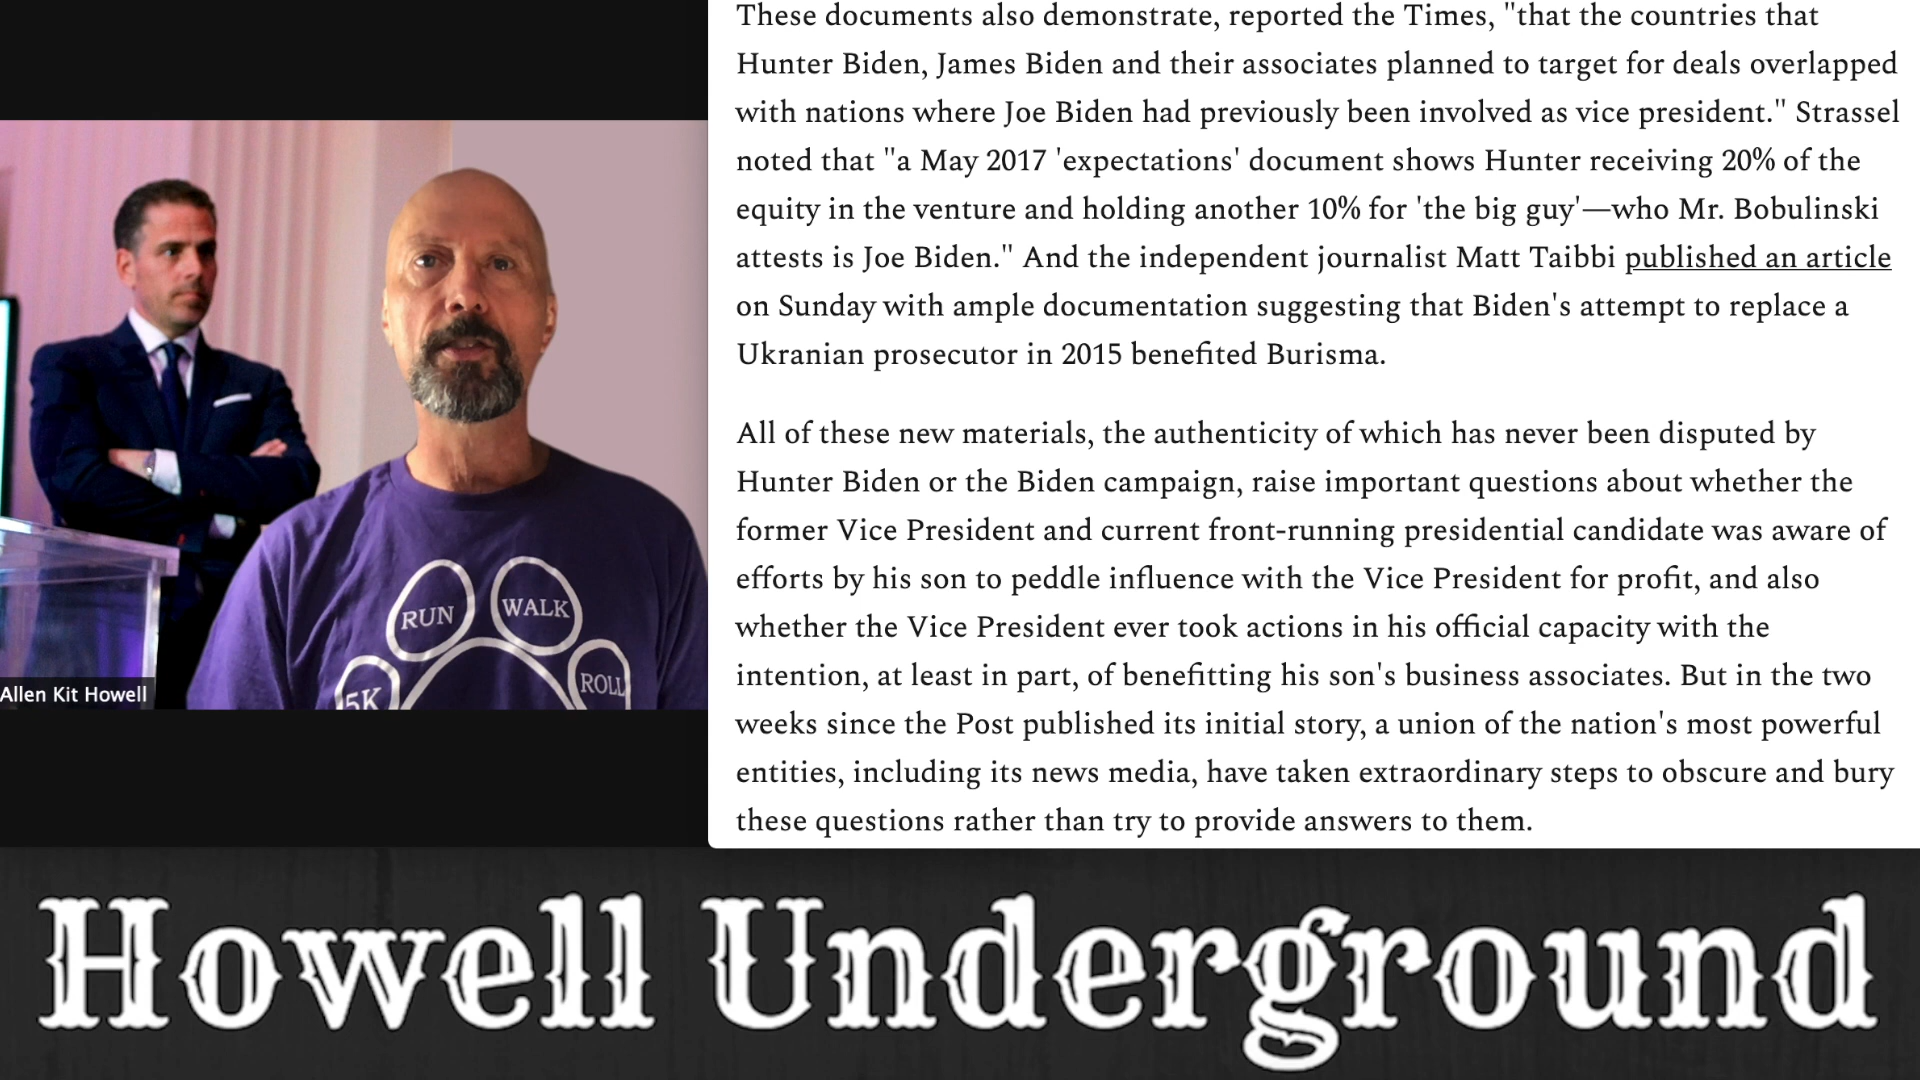 These documents also demonstrate, reported the Times, "that the countries that
Hunter Biden, James Biden and their associates planned to target for deals overlapped
with nations where Joe Biden had previously been involved as vice president." Strassel
noted that "a May 2017 'expectations' document shows Hunter receiving 20% of the
equity in the venture and holding another 10% for 'the big guy'—who Mr. Bobulinski
attests is Joe Biden." And the independent journalist Matt Taibbi published an article
on Sunday with ample documentation suggesting that Biden's attempt to replace a
Ukranian prosecutor in 2015 benefited Burisma.
All of these new materials, the authenticity of which has never been disputed by
Hunter Biden or the Biden campaign, raise important questions about whether the
former Vice President and current front-running presidential candidate was aware of
efforts by his son to peddle influence with the Vice President for profit, and also
whether the Vice President ever took actions in his official capacity with the
intention, at least in part, of benefitting his son's business associates. But in the two
weeks since the Post published its initial story, a union of the nation's most powerful
entities, including its news media, have taken extraordinary steps to obscure and bury
these questions rather than try to provide answers to them.
RUN
WALK
5K
ROLL
Allen Kit Howell
Howell Underground